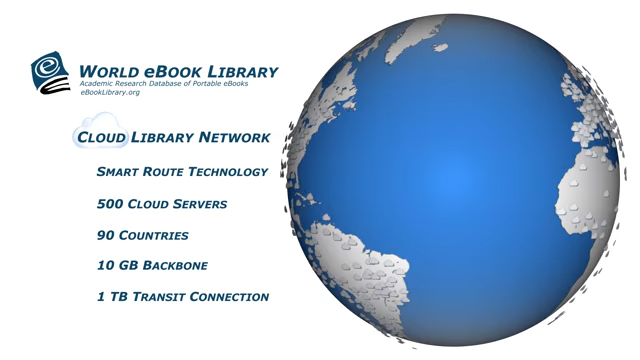 World eBook Library
Academic Research Database of Portable eBooks
eBookLibrary.org
Cloud Library Network
Smart Route Technology
500 Cloud Servers
90 Countries
10 GB Backbone
1 TB Transit Connection